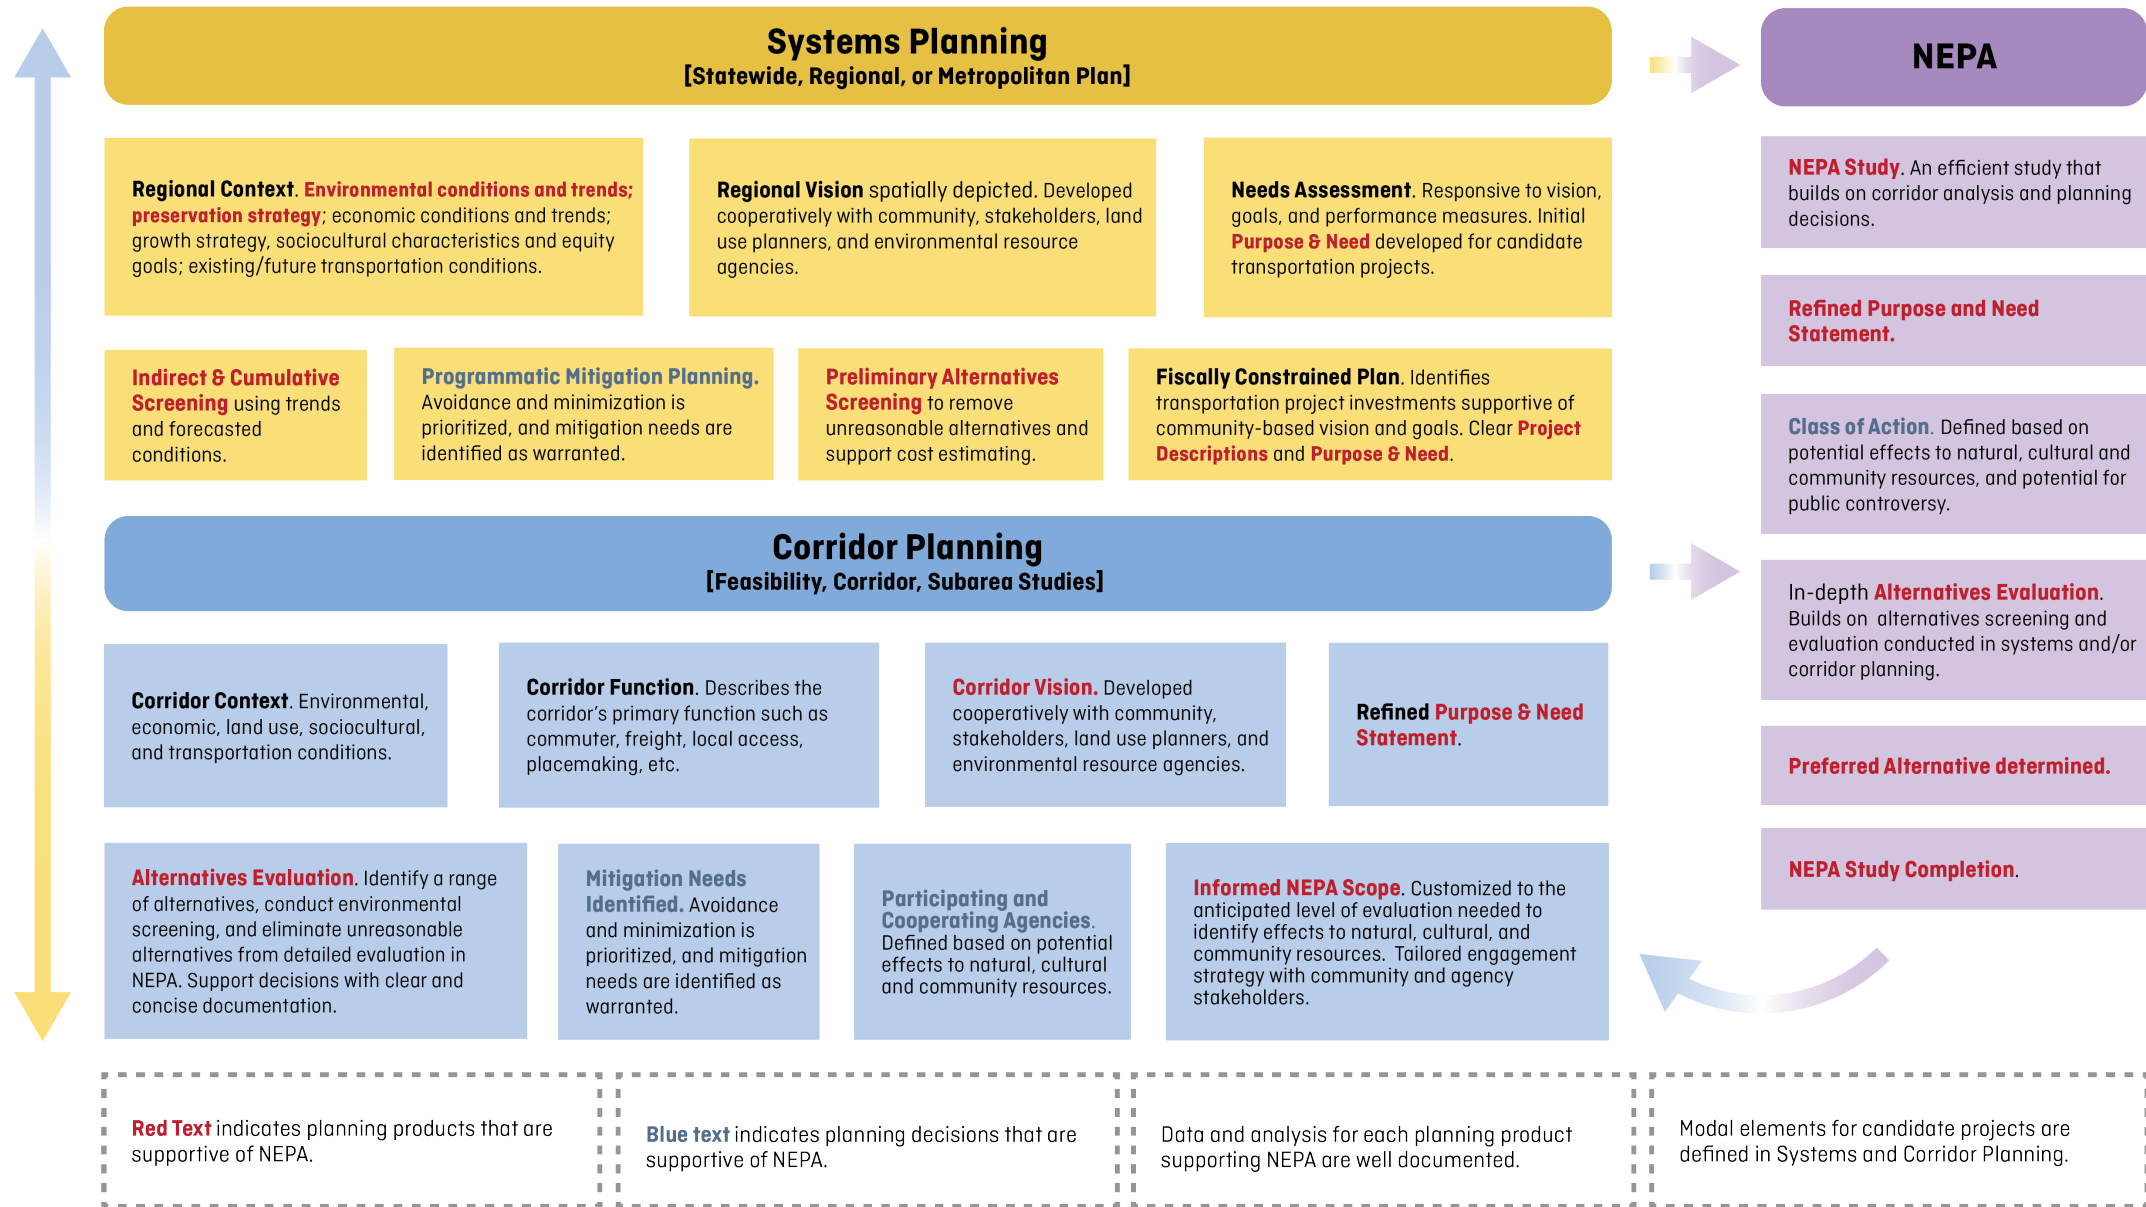 Systems Planning
[Statewide, Regional, or Metropolitan Plan]
Regional Context. Environmental conditions and trends;
preservation strategy; economic conditions and trends;
growth strategy, sociocultural characteristics and equity
goals; existing/future transportation conditions.
Regional Vision spatially depicted. Developed
cooperatively with community, stakeholders, land
use planners, and environmental resource
agencies.
Needs Assessment. Responsive to vision,
goals, and performance measures. Initial
Purpose & Need developed for candidate
transportation projects.
Indirect & Cumulative
Screening using trends
and forecasted
conditions.
Programmatic Mitigation Planning.
Avoidance and minimization is
prioritized, and mitigation needs are
identified as warranted.
Preliminary Alternatives
Screening to remove
unreasonable alternatives and
support cost estimating.
Fiscally Constrained Plan. Identifies
transportation project investments supportive of
community-based vision and goals. Clear Project
Descriptions and Purpose & Need.
Corridor Planning
[Feasibility, Corridor, Subarea Studies]
Corridor Context. Environmental,
economic, land use, sociocultural,
and transportation conditions.
Corridor Function. Describes the
corridor's primary function such as
commuter, freight, local access,
placemaking, etc.
Corridor Vision. Developed
cooperatively with community,
stakeholders, land use planners, and
environmental resource agencies.
Refined Purpose & Need
Statement.
Alternatives Evaluation. Identify a range
of alternatives, conduct environmental
screening, and eliminate unreasonable
alternatives from detailed evaluation in
NEPA. Support decisions with clear and
concise documentation.
Mitigation Needs
Identified. Avoidance
and minimization is
prioritized, and mitigation
needs are identified as
warranted.
Participating and
Cooperating Agencies.
Defined based on potential
effects to natural, cultural
and community resources.
Informed NEPA Scope. Customized to the
anticipated level of evaluation needed to
identify effects to natural, cultural, and
community resources. Tailored engagement
strategy with community and agency
stakeholders.
NEPA
NEPA Study. An efficient study that
builds on corridor analysis and planning
decisions.
Refined Purpose and Need
Statement.
Class of Action. Defined based on
potential effects to natural, cultural and
community resources, and potential for
public controversy.
In-depth Alternatives Evaluation.
Builds on alternatives screening and
evaluation conducted in systems and/or
corridor planning.
Preferred Alternative determined.
NEPA Study Completion.
Red Text indicates planning products that are
supportive of NEPA.
Blue text indicates planning decisions that are
supportive of NEPA.
Data and analysis for each planning product
supporting NEPA are well documented.
Modal elements for candidate projects are
defined in Systems and Corridor Planning.